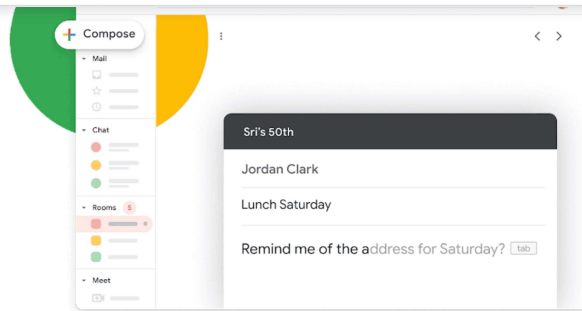 Compose
Mail
Chat
Rooms 5
Meet
Sri's 50th
Jordan Clark
Lunch Saturday
Remind me of the address for Saturday? tab